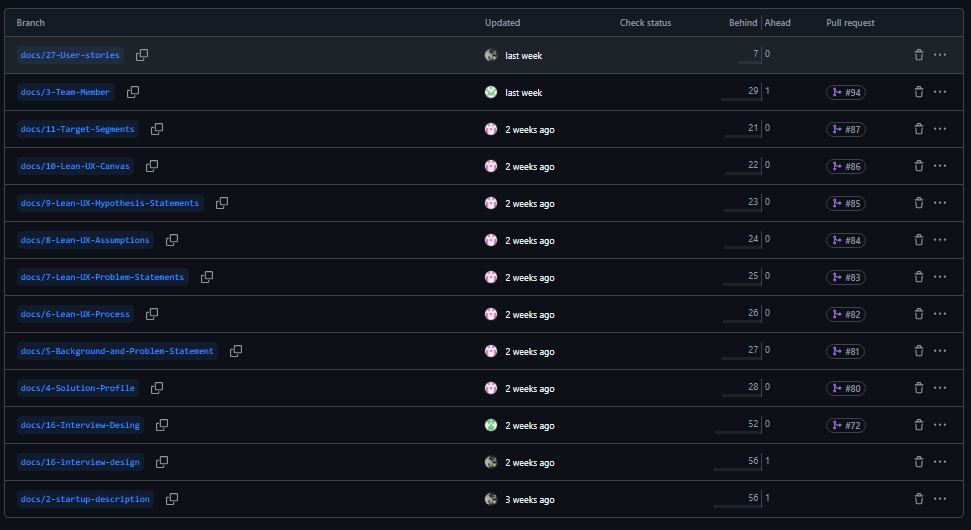 Branch Updated Check status Behind Ahead Pull request
docs/27-User-stories last week 7 0
docs/3-Team-Member last week 29 1 #94
docs/11-Target-Segments 2 weeks ago 21 0 #87
docs/10-Lean-UX-Canvas 2 weeks ago 22 0 #86
docs/9-Lean-UX-Hypothesis-Statements 2 weeks ago 23 0 #85
docs/8-Lean-UX-Assumptions 2 weeks ago 24 0 #84
docs/7-Lean-UX-Problem-Statements 2 weeks ago 25 0 #83
docs/6-Lean-UX-Process 2 weeks ago 26 0 #82
docs/5-Background-and-Problem-Statement 2 weeks ago 27 0 #81
docs/4-Solution-Profile 2 weeks ago 28 0 #80
docs/16-Interview-Desing 2 weeks ago 52 0 #72
docs/16-interview-design 2 weeks ago 56 1
docs/2-startup-description 3 weeks ago 56 1